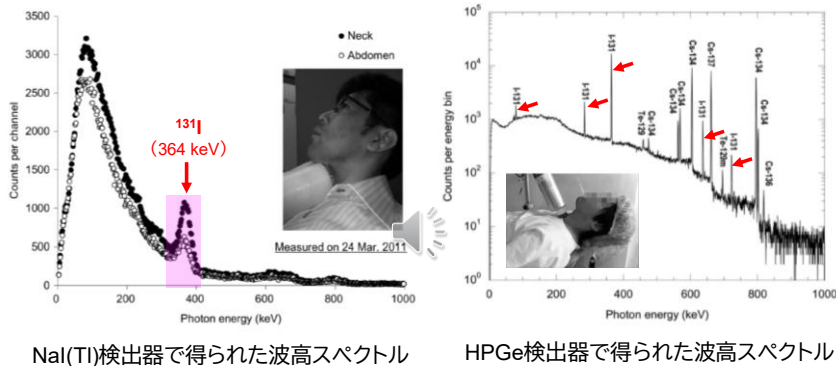 3500
3000
2500
2000
1500
1000
500
0
Counts per channel
● Neck
○ Abdomen
131I
(364 keV)
Measured on 24 Mar. 2011
0 200 400 600 800 1000
Photon energy (keV)
NaI(Tl)検出器で得られた波高スペクトル
10⁵
10⁴
10³
10²
10¹
10⁰
Counts per energy bin
I-131
I-131
I-131
Te-129
Cs-134
Cs-134
Cs-134
Cs-134
I-131
Cs-137
Te-129m
I-131
Cs-134
Cs-134
Cs-136
0 200 400 600 800 1000
Photon energy (keV)
HPGe検出器で得られた波高スペクトル